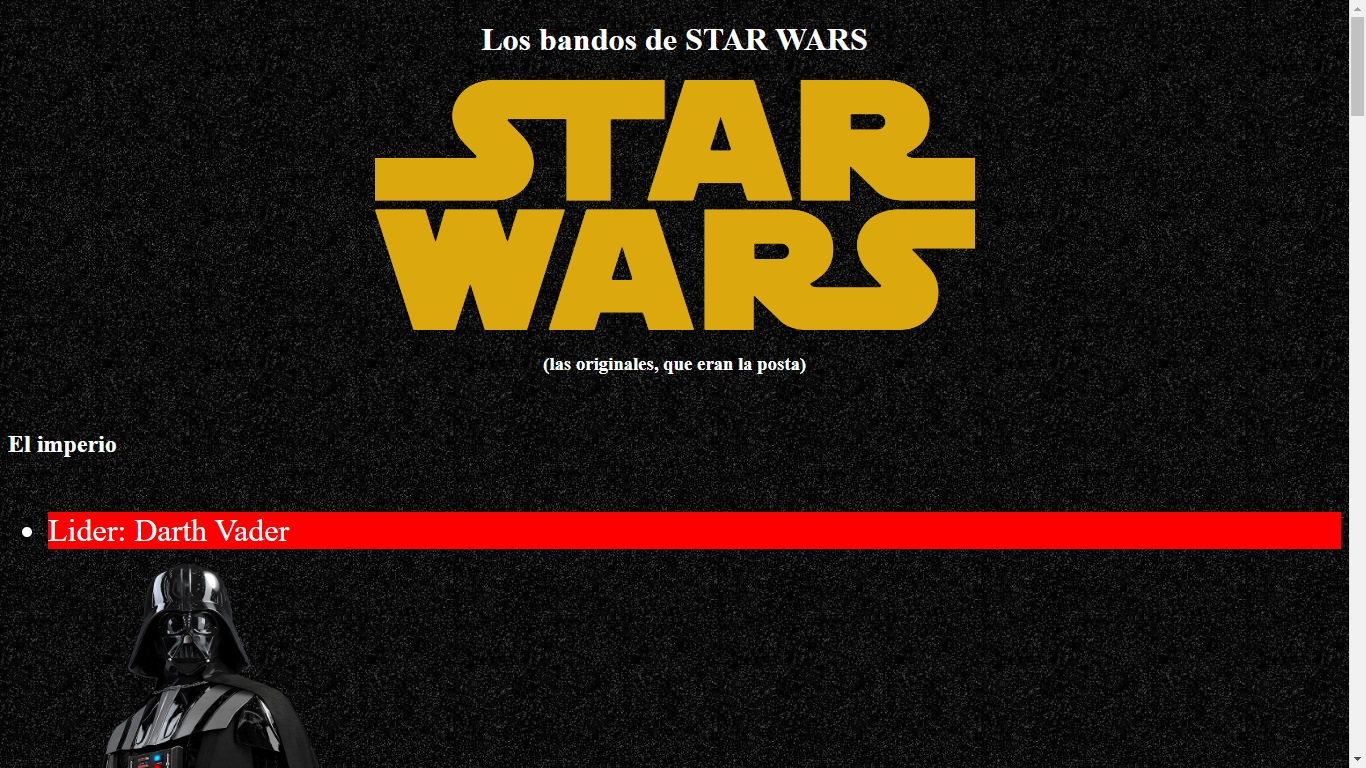 Los bandos de STAR WARS
STAR
WARS
(las originales, que eran la posta)
El imperio
Lider: Darth Vader